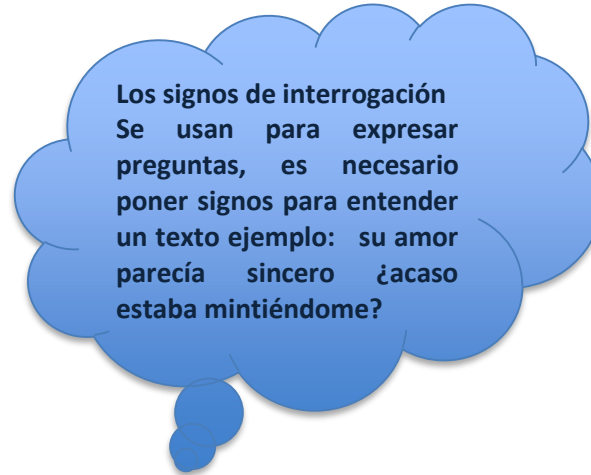 Los signos de interrogación
Se usan para expresar
preguntas, es necesario
poner signos para entender
un texto ejemplo: su amor
parecía sincero ¿acaso
estaba mintiéndome?